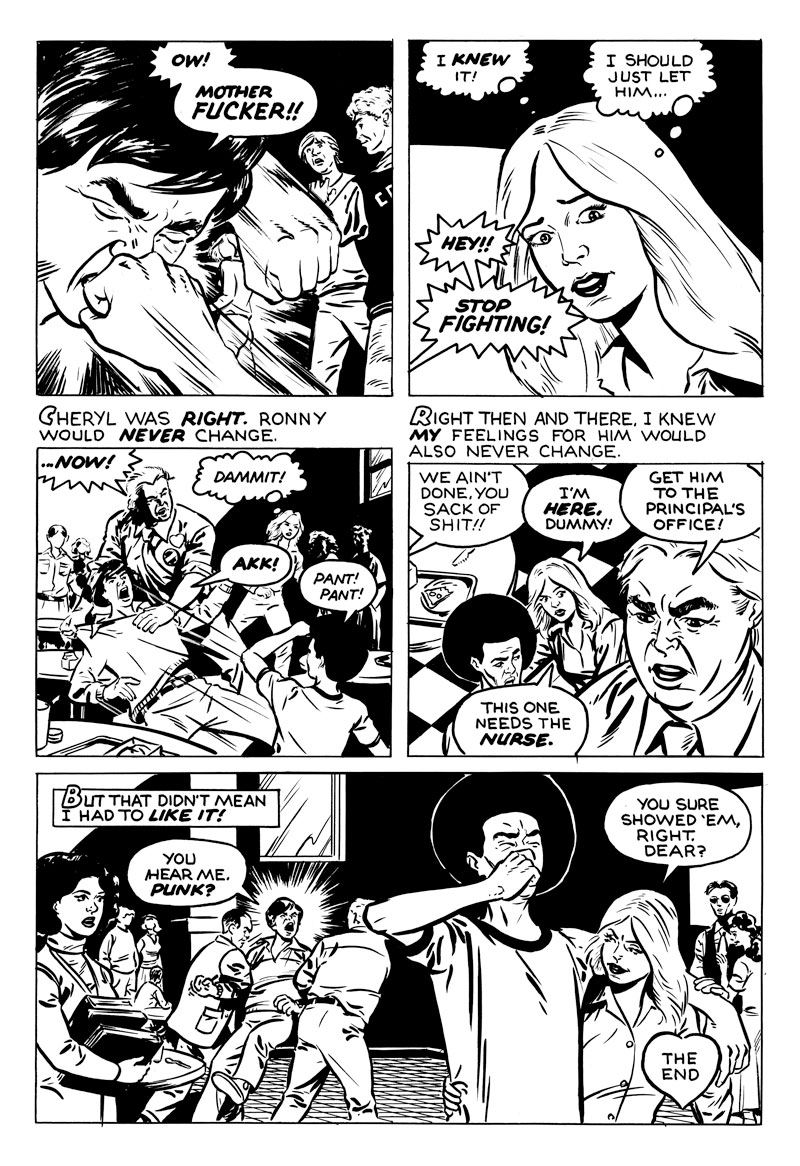 OW!
MOTHER
FUCKER!!
I KNEW
IT!
I SHOULD
JUST LET
HIM...
HEY!!
STOP
FIGHTING!
CHERYL WAS RIGHT. RONNY
WOULD NEVER CHANGE.
...NOW!
DAMMIT!
AKK!
PANT!
PANT!
RIGHT THEN AND THERE, I KNEW
MY FEELINGS FOR HIM WOULD
ALSO NEVER CHANGE.
WE AIN'T
DONE, YOU
SACK OF
SHIT!!
I'M
HERE,
DUMMY!
GET HIM
TO THE
PRINCIPAL'S
OFFICE!
THIS ONE
NEEDS THE
NURSE.
BUT THAT DIDN'T MEAN
I HAD TO LIKE IT!
YOU
HEAR ME,
PUNK?
YOU SURE
SHOWED 'EM,
RIGHT,
DEAR?
THE
END